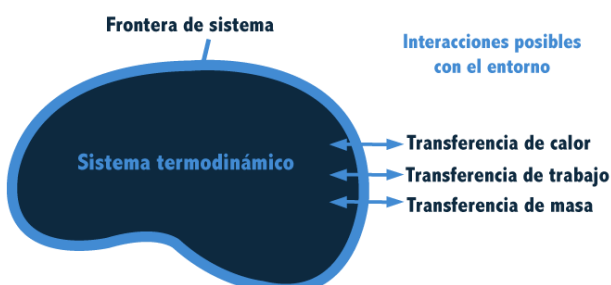 Frontera de sistema
Interacciones posibles
con el entorno
Sistema termodinámico
Transferencia de calor
Transferencia de trabajo
Transferencia de masa